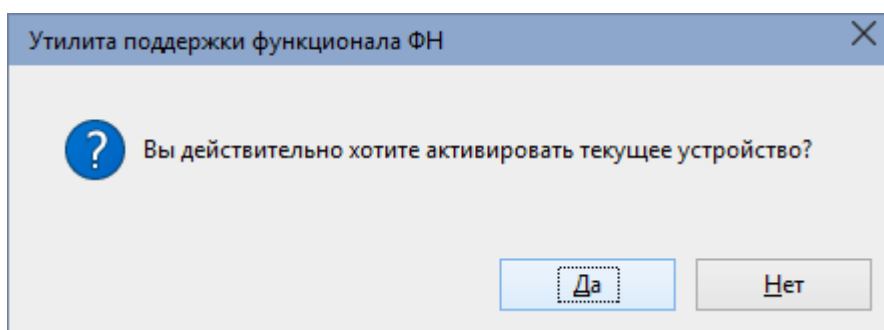 Утилита поддержки функционала ФН
Вы действительно хотите активировать текущее устройство?
Да
Нет